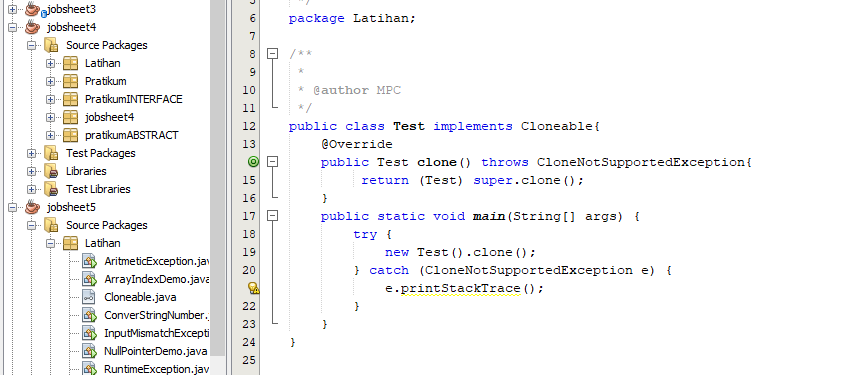 jobsheet3
jobsheet4
Source Packages
Latihan
Pratikum
PratikumINTERFACE
jobsheet4
pratikumABSTRACT
Test Packages
Libraries
Test Libraries
jobsheet5
Source Packages
Latihan
AritmeticException.jav
ArrayIndexDemo.java
Cloneable.java
ConverStringNumber.
InputMismatchExcepti
NullPointerDemo.java
RuntimeException.java
*/
6 package Latihan;
7
8 /**
9 *
10 * @author MPC
11 */
12 public class Test implements Cloneable{
13 @Override
public Test clone() throws CloneNotSupportedException{
15 return (Test) super.clone();
16 }
17 public static void main(String[] args) {
18 try {
19 new Test().clone();
20 } catch (CloneNotSupportedException e) {
e.printStackTrace();
22 }
23 }
24 }
25